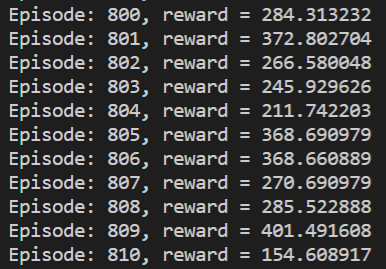 Episode: 800, reward = 284.313232
Episode: 801, reward = 372.802704
Episode: 802, reward = 266.580048
Episode: 803, reward = 245.929626
Episode: 804, reward = 211.742203
Episode: 805, reward = 368.690979
Episode: 806, reward = 368.660889
Episode: 807, reward = 270.690979
Episode: 808, reward = 285.522888
Episode: 809, reward = 401.491608
Episode: 810, reward = 154.608917